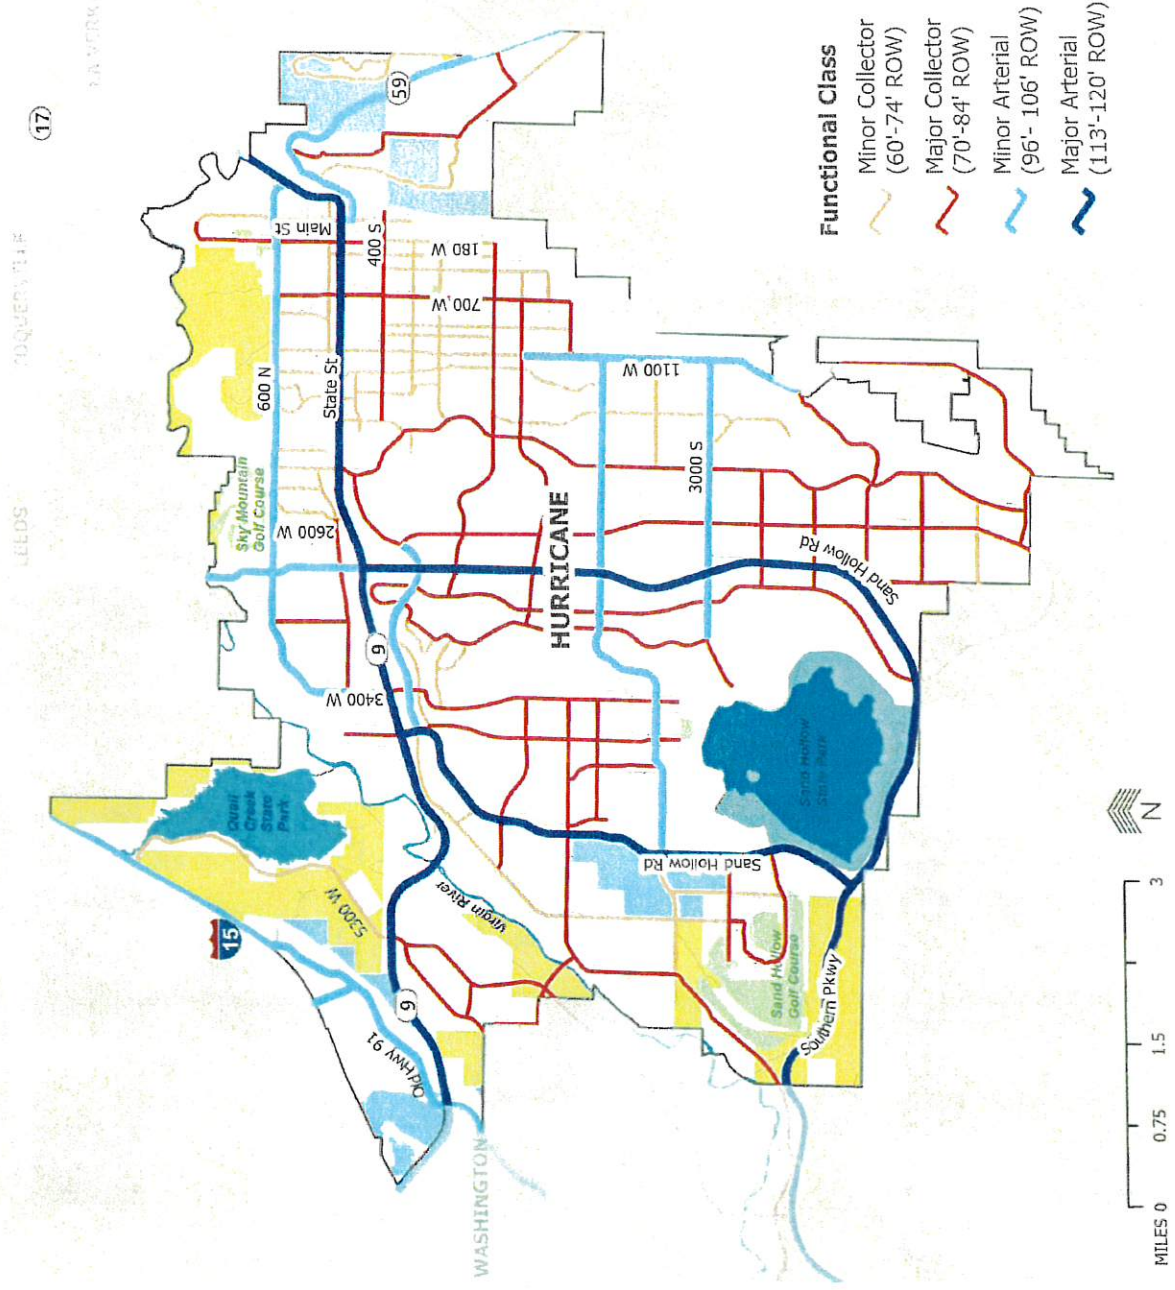 17
LEEDS
WASHINGTON
15
Old Hwy 91
9
5300 W
Quail
Creek
State
Park
Virgin River
3400 W
9
2600 W
Sky Mountain
Golf Course
600 N
State St
Main St
400 S
180 W
700 W
59
1100 W
3000 S
HURRICANE
Sand Hollow Rd
Sand Hollow Rd
Sand Hollow
State Park
Sand Hollow
Golf Course
Southern Pkwy
Functional Class
Minor Collector
(60'-74' ROW)
Major Collector
(70'-84' ROW)
Minor Arterial
(96'- 106' ROW)
Major Arterial
(113'-120' ROW)
N
MILES 0 0.75 1.5 3